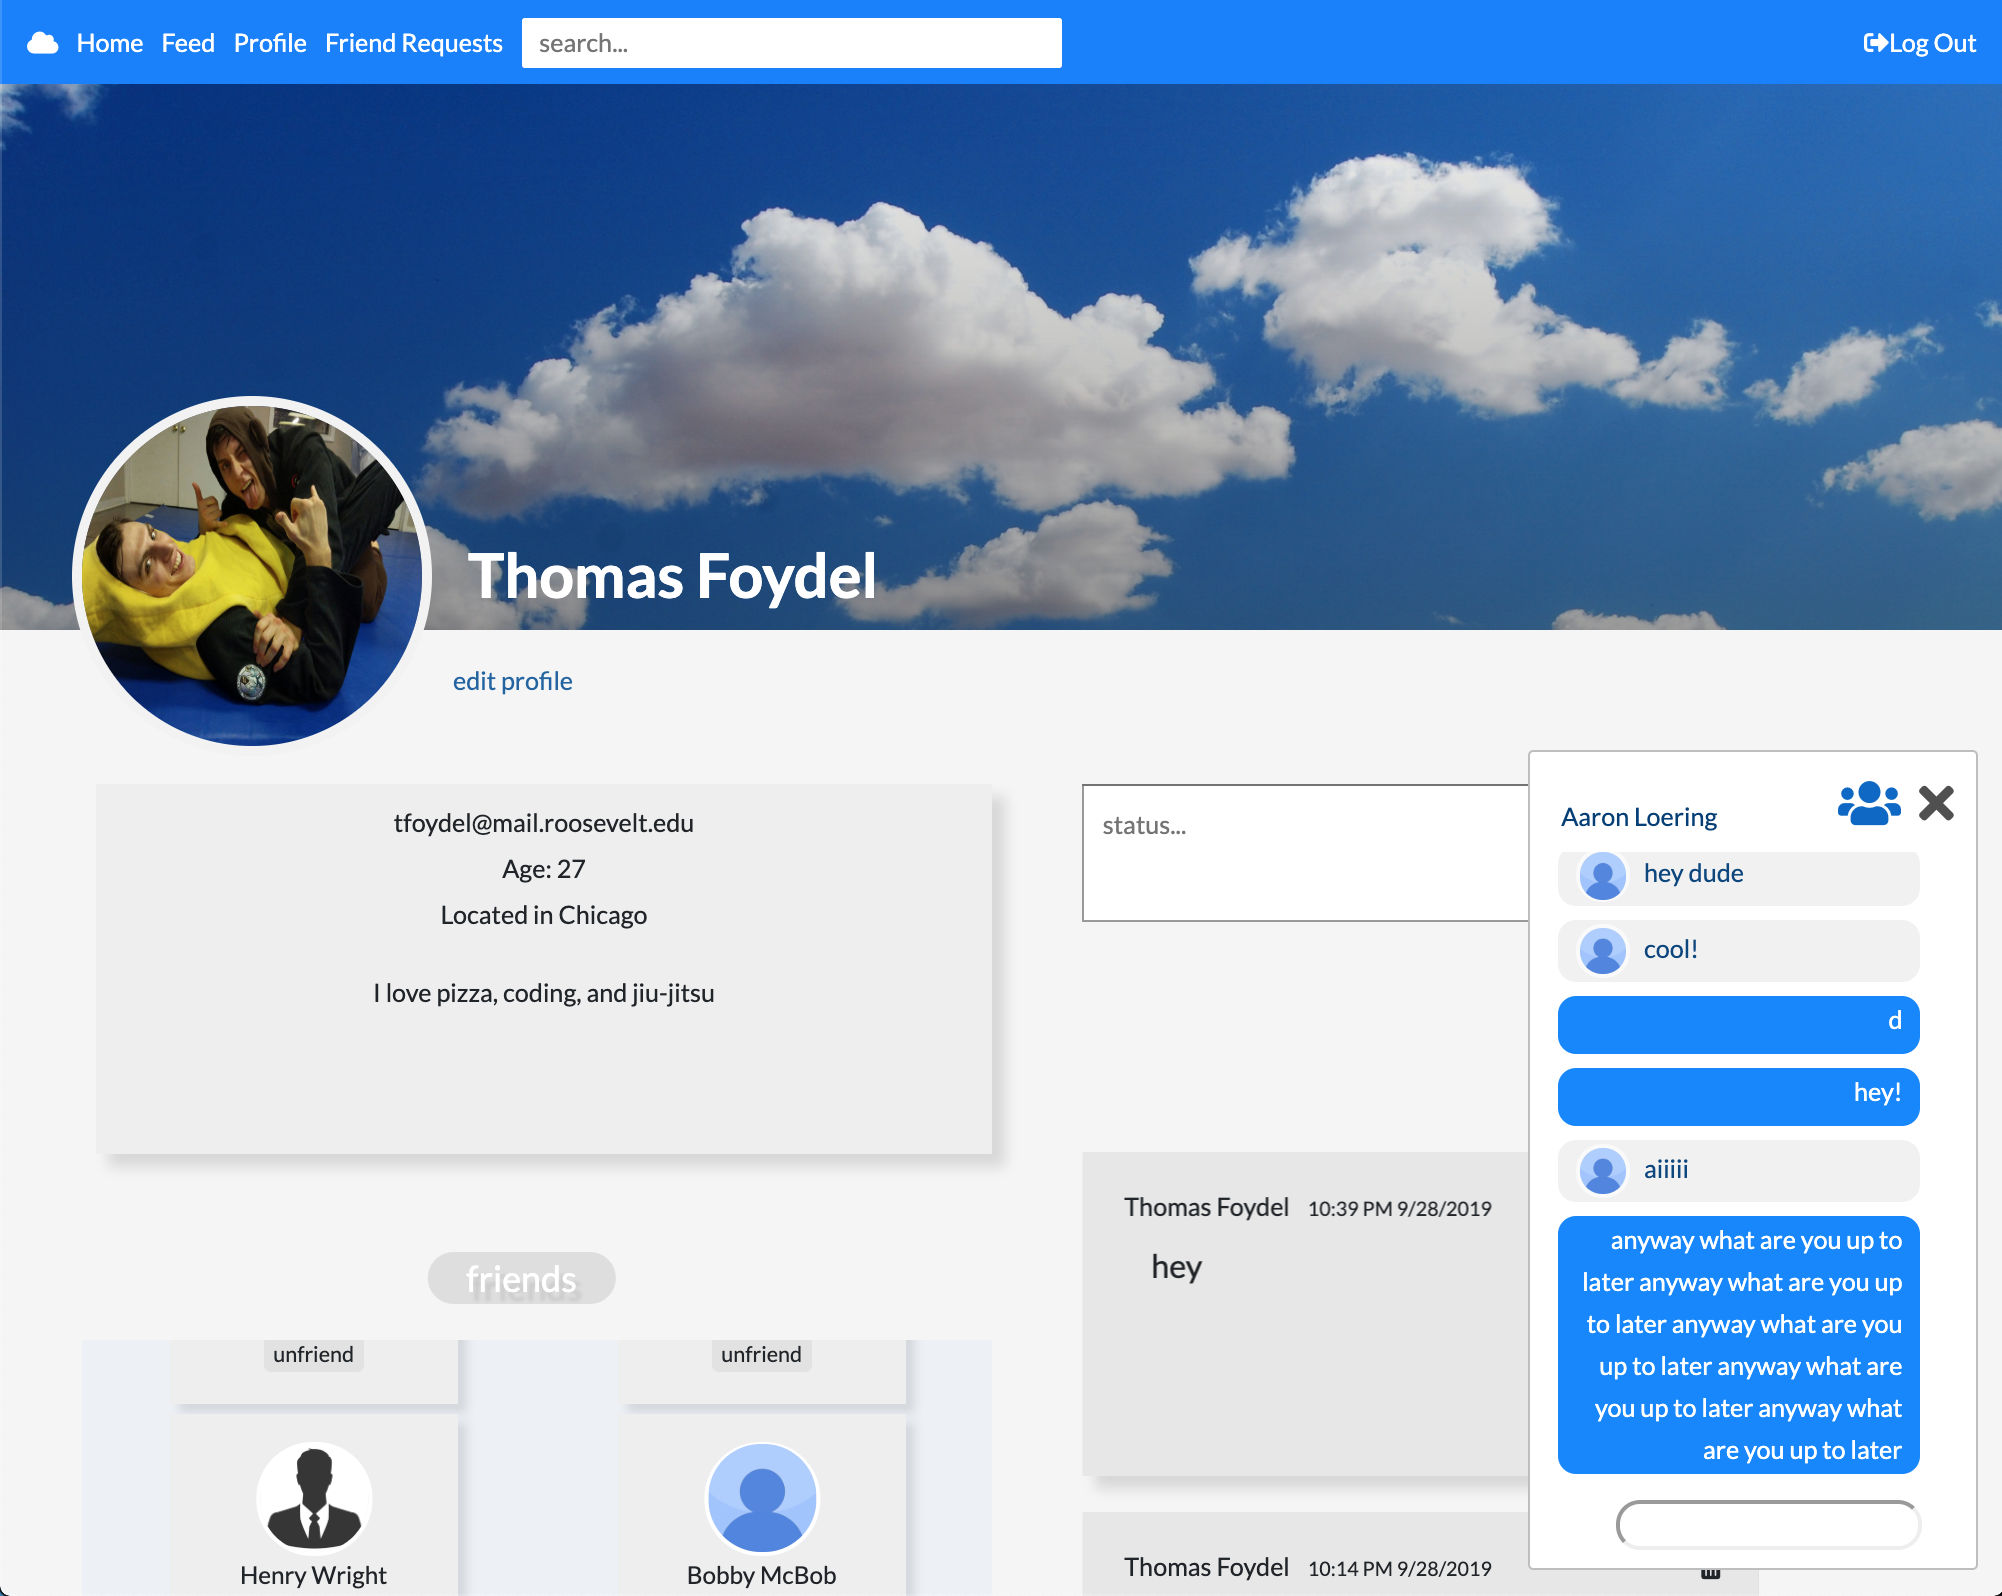 Home Feed Profile Friend Requests search... Log Out
Thomas Foydel
edit profile
tfoydel@mail.roosevelt.edu
Age: 27
Located in Chicago
I love pizza, coding, and jiu-jitsu
friends
unfriend unfriend
Henry Wright Bobby McBob
status...
Thomas Foydel 10:39 PM 9/28/2019
hey
Thomas Foydel 10:14 PM 9/28/2019
Aaron Loering
hey dude
cool!
d
hey!
aiiiii
anyway what are you up to
later anyway what are you up
to later anyway what are you
up to later anyway what are
you up to later anyway what
are you up to later